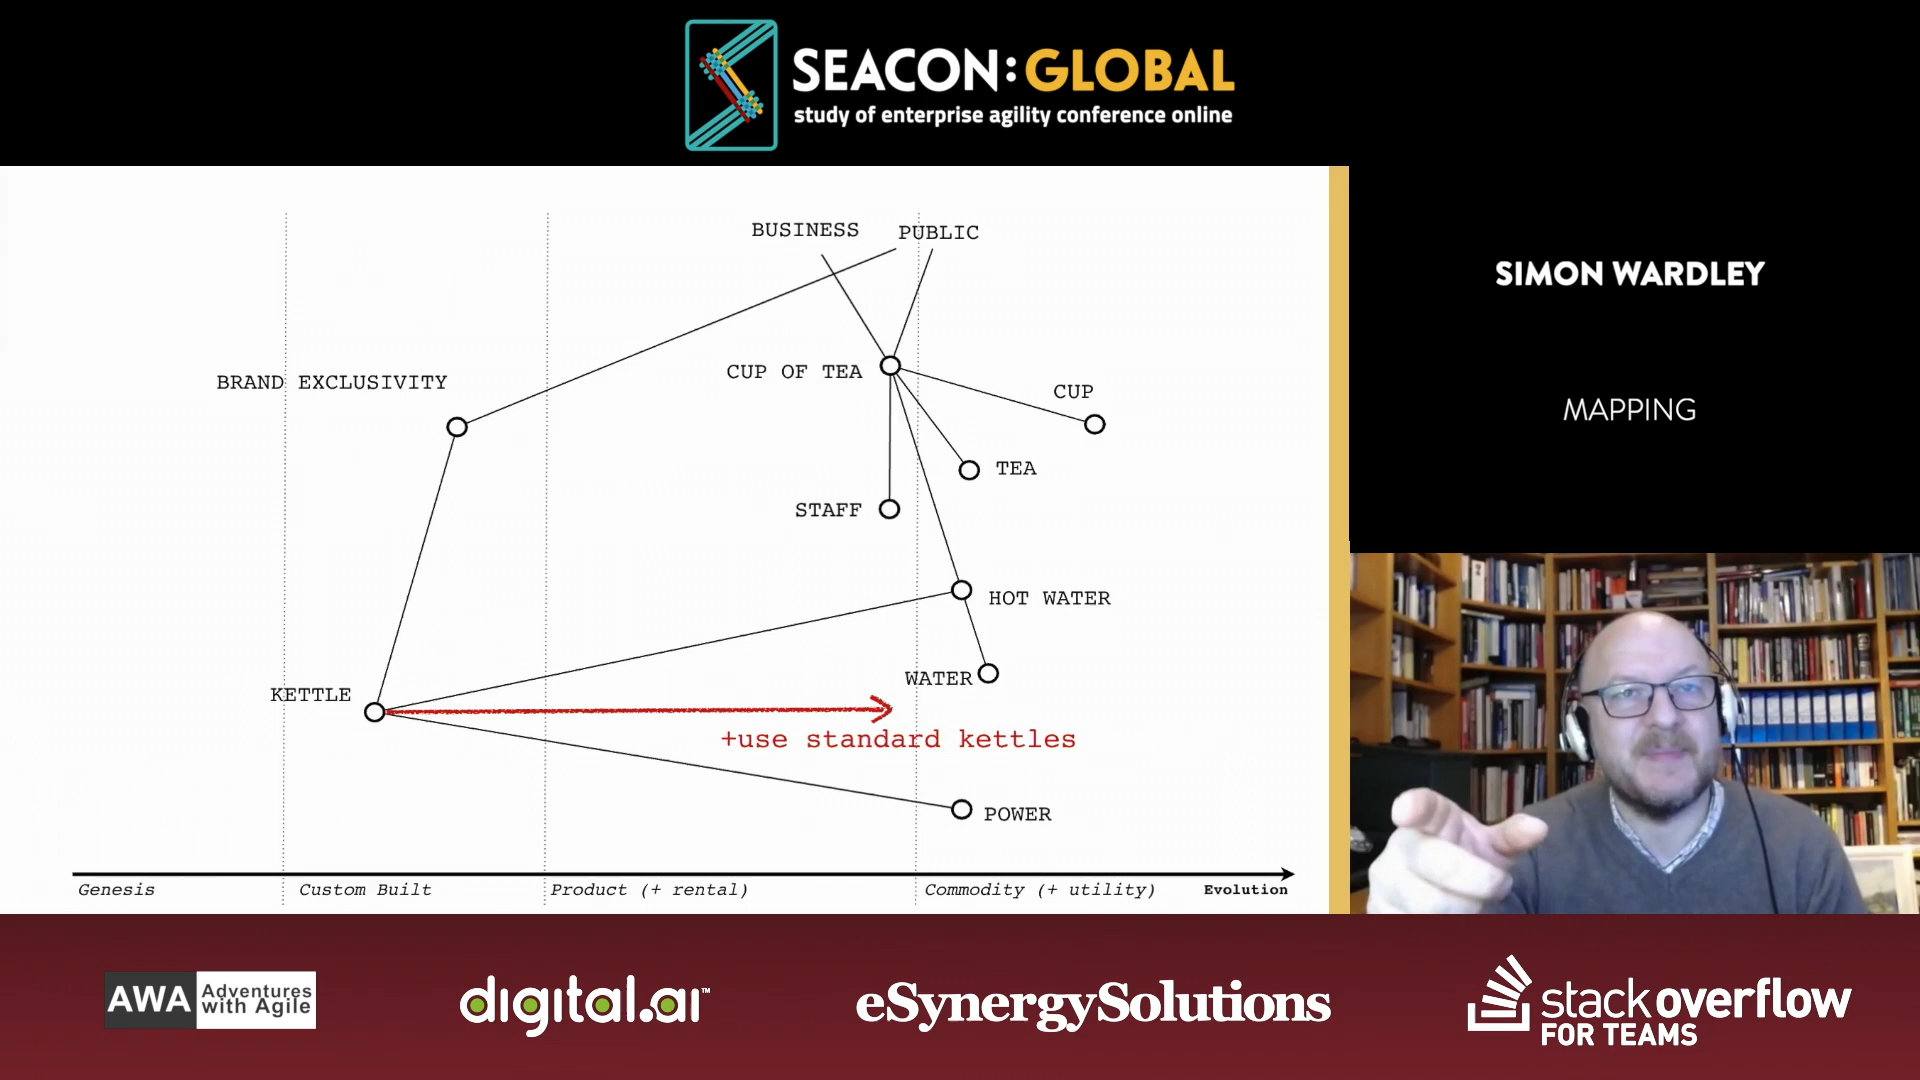 SEACON:GLOBAL
study of enterprise agility conference online
BUSINESS
PUBLIC
BRAND EXCLUSIVITY
CUP OF TEA
CUP
TEA
STAFF
HOT WATER
WATER
KETTLE
+use standard kettles
POWER
Genesis
Custom Built
Product (+ rental)
Commodity (+ utility)
Evolution
SIMON WARDLEY
MAPPING
AWA Adventures
with Agile
digital.ai™
eSynergySolutions
stackoverflow
FOR TEAMS